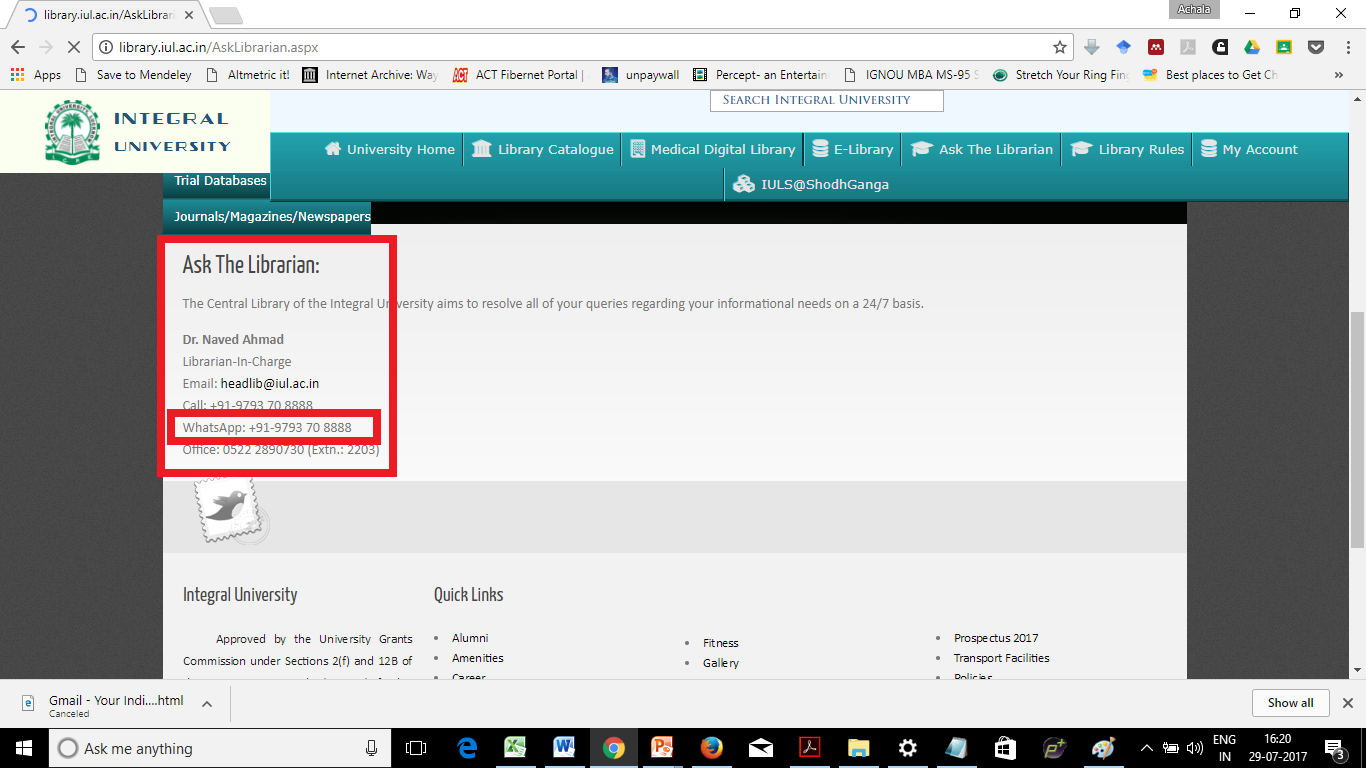 library.iul.ac.in/AskLibrari
Achala
library.iul.ac.in/AskLibrarian.aspx
Apps
Save to Mendeley
Altmetric it!
Internet Archive: Way
ACT Fibernet Portal |
unpaywall
Percept- an Entertain
IGNOU MBA MS-95 S
Stretch Your Ring Fing
Best places to Get Ch
INTEGRAL
UNIVERSITY
SEARCH INTEGRAL UNIVERSITY
University Home
Library Catalogue
Medical Digital Library
E-Library
Ask The Librarian
Library Rules
My Account
Trial Databases
IULS@ShodhGanga
Journals/Magazines/Newspapers
Ask The Librarian:
The Central Library of the Integral University aims to resolve all of your queries regarding your informational needs on a 24/7 basis.
Dr. Naved Ahmad
Librarian-In-Charge
Email: headlib@iul.ac.in
Call: +91-9793 70 8888
WhatsApp: +91-9793 70 8888
Office: 0522 2890730 (Extn.: 2203)
Integral University
Approved by the University Grants
Commission under Sections 2(f) and 12B of
Quick Links
Alumni
Amenities
Career
Fitness
Gallery
Prospectus 2017
Transport Facilities
Policies
Gmail - Your Indi....html
Canceled
Show all
Ask me anything
ENG
IN
16:20
29-07-2017
3